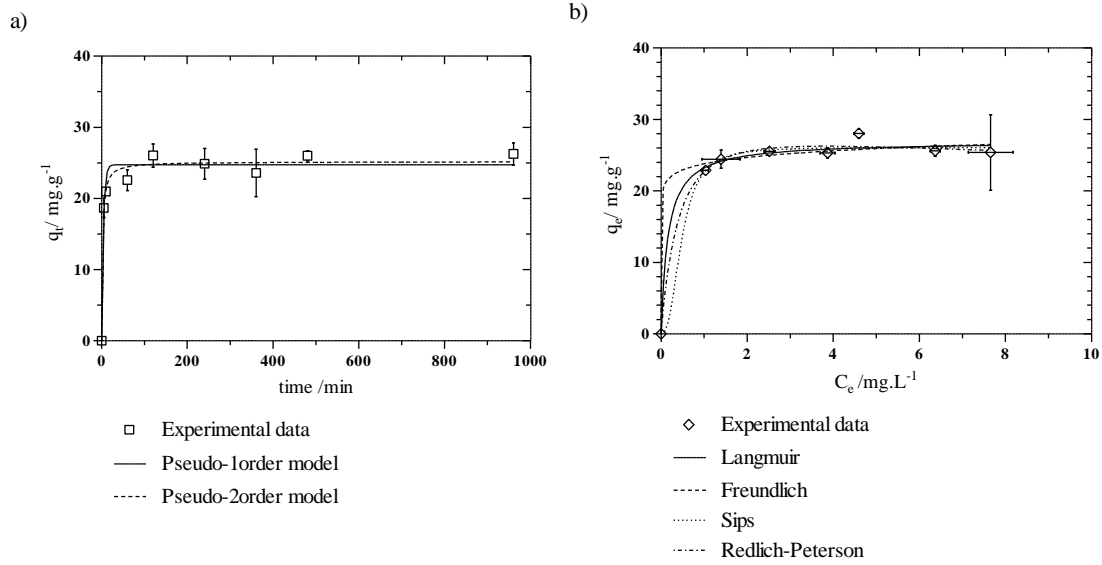 a)
40
30
20
10
0
q_t/ mg.g⁻¹
0 200 400 600 800 1000
time /min
Experimental data
Pseudo-1order model
Pseudo-2order model
b)
40
30
20
10
0
q_e/ mg.g⁻¹
0 2 4 6 8 10
C_e /mg.L⁻¹
Experimental data
Langmuir
Freundlich
Sips
Redlich-Peterson